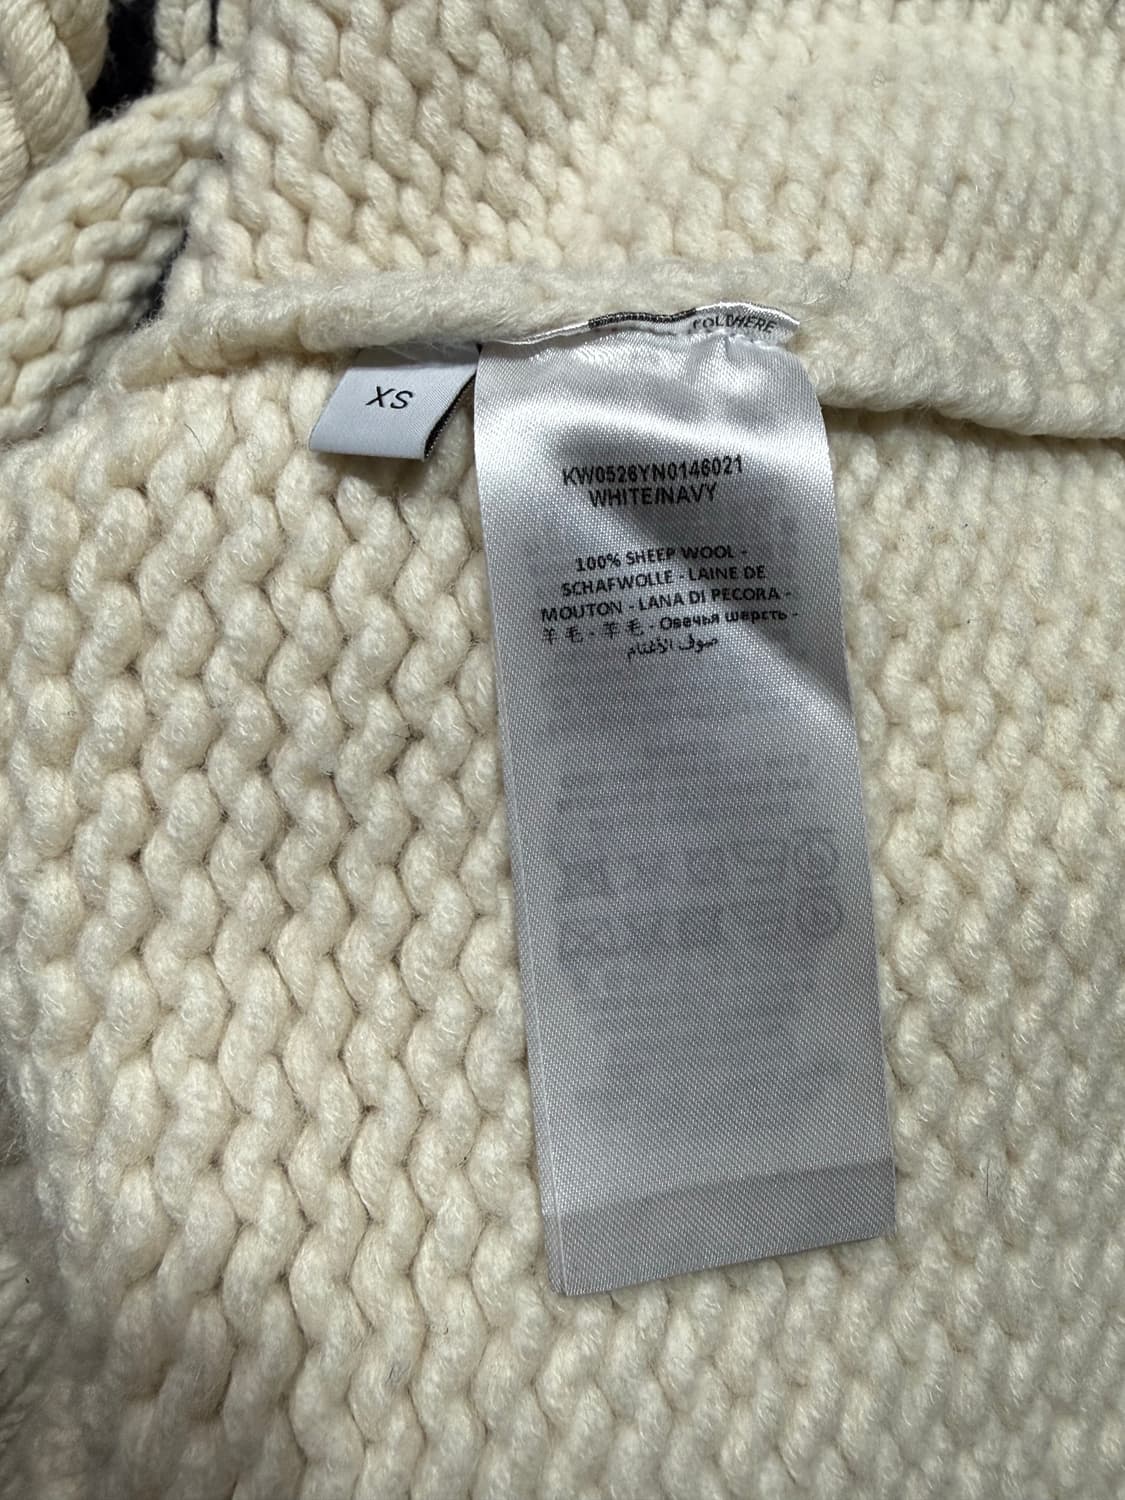 FOLD HERE
XS
KW0526YN0146021
WHITE/NAVY
100% SHEEP WOOL -
SCHAFWOLLE - LAINE DE
MOUTON - LANA DI PECORA -
羊毛 - 羊毛 - Овечья шерсть -
صوف الأغنام